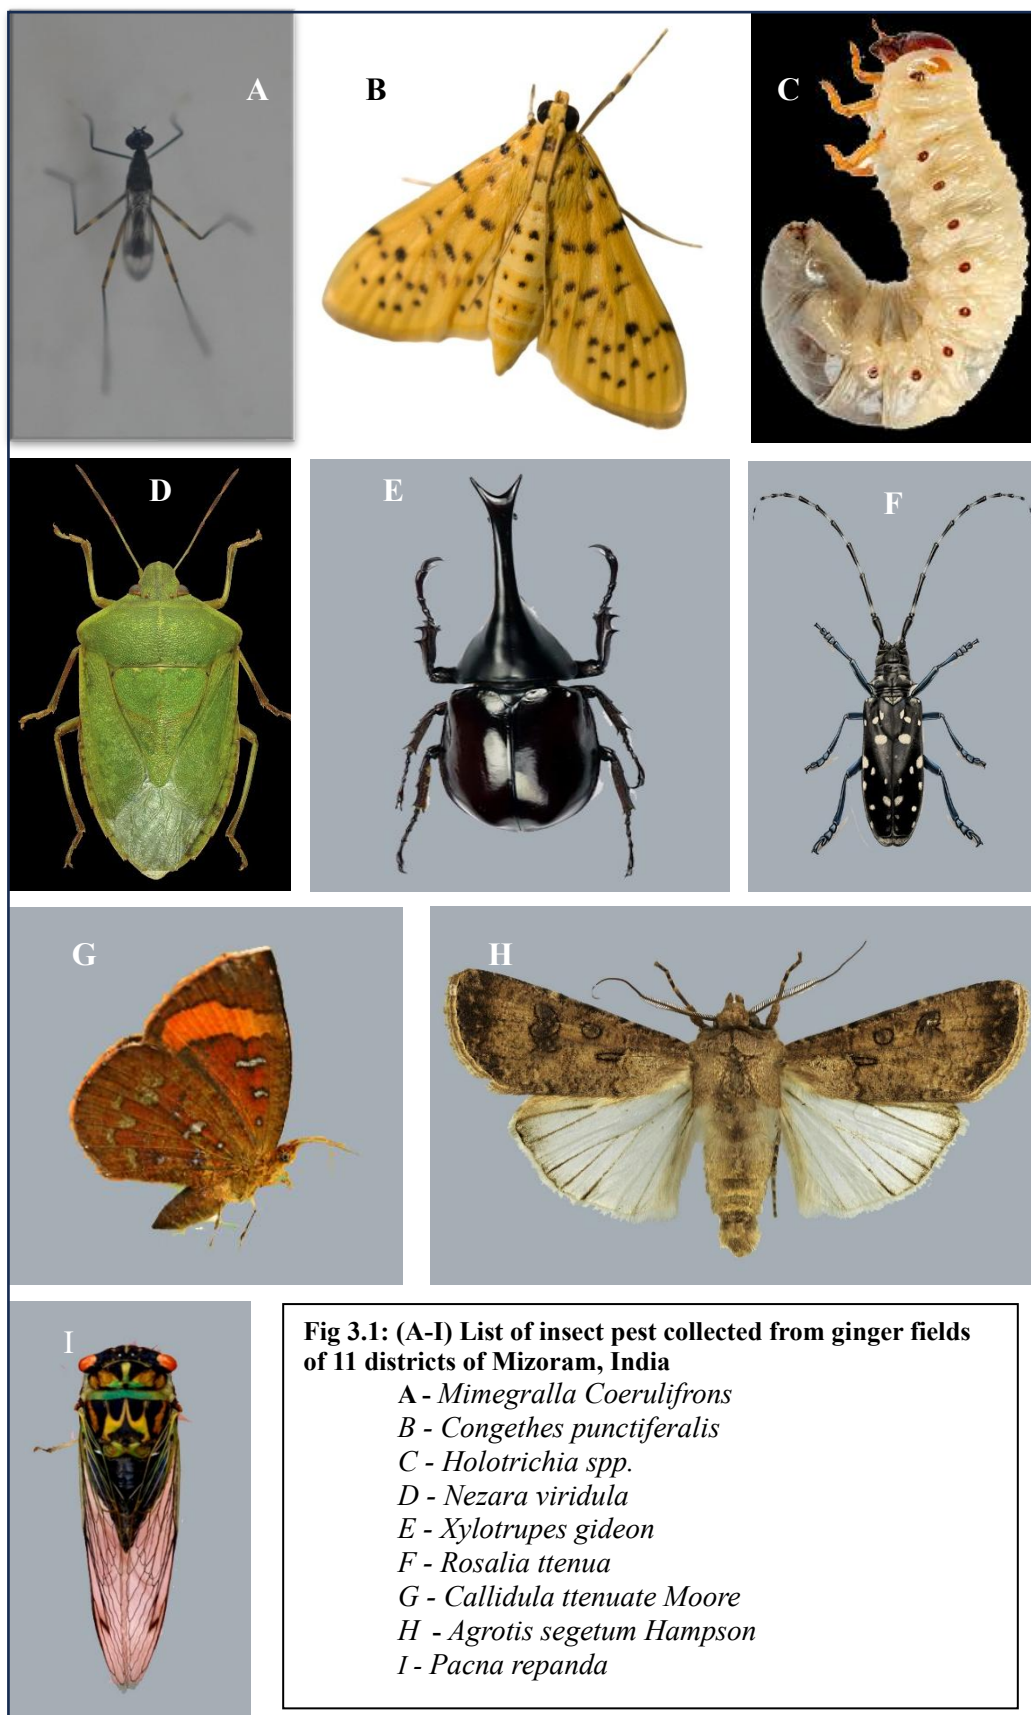 A
B
C
D
E
F
G
H
I
Fig 3.1: (A-I) List of insect pest collected from ginger fields
of 11 districts of Mizoram, India
A - Mimegralla Coerulifrons
B - Congethes punctiferalis
C - Holotrichia spp.
D - Nezara viridula
E - Xylotrupes gideon
F - Rosalia ttenua
G - Callidula ttenuate Moore
H - Agrotis segetum Hampson
I - Pacna repanda